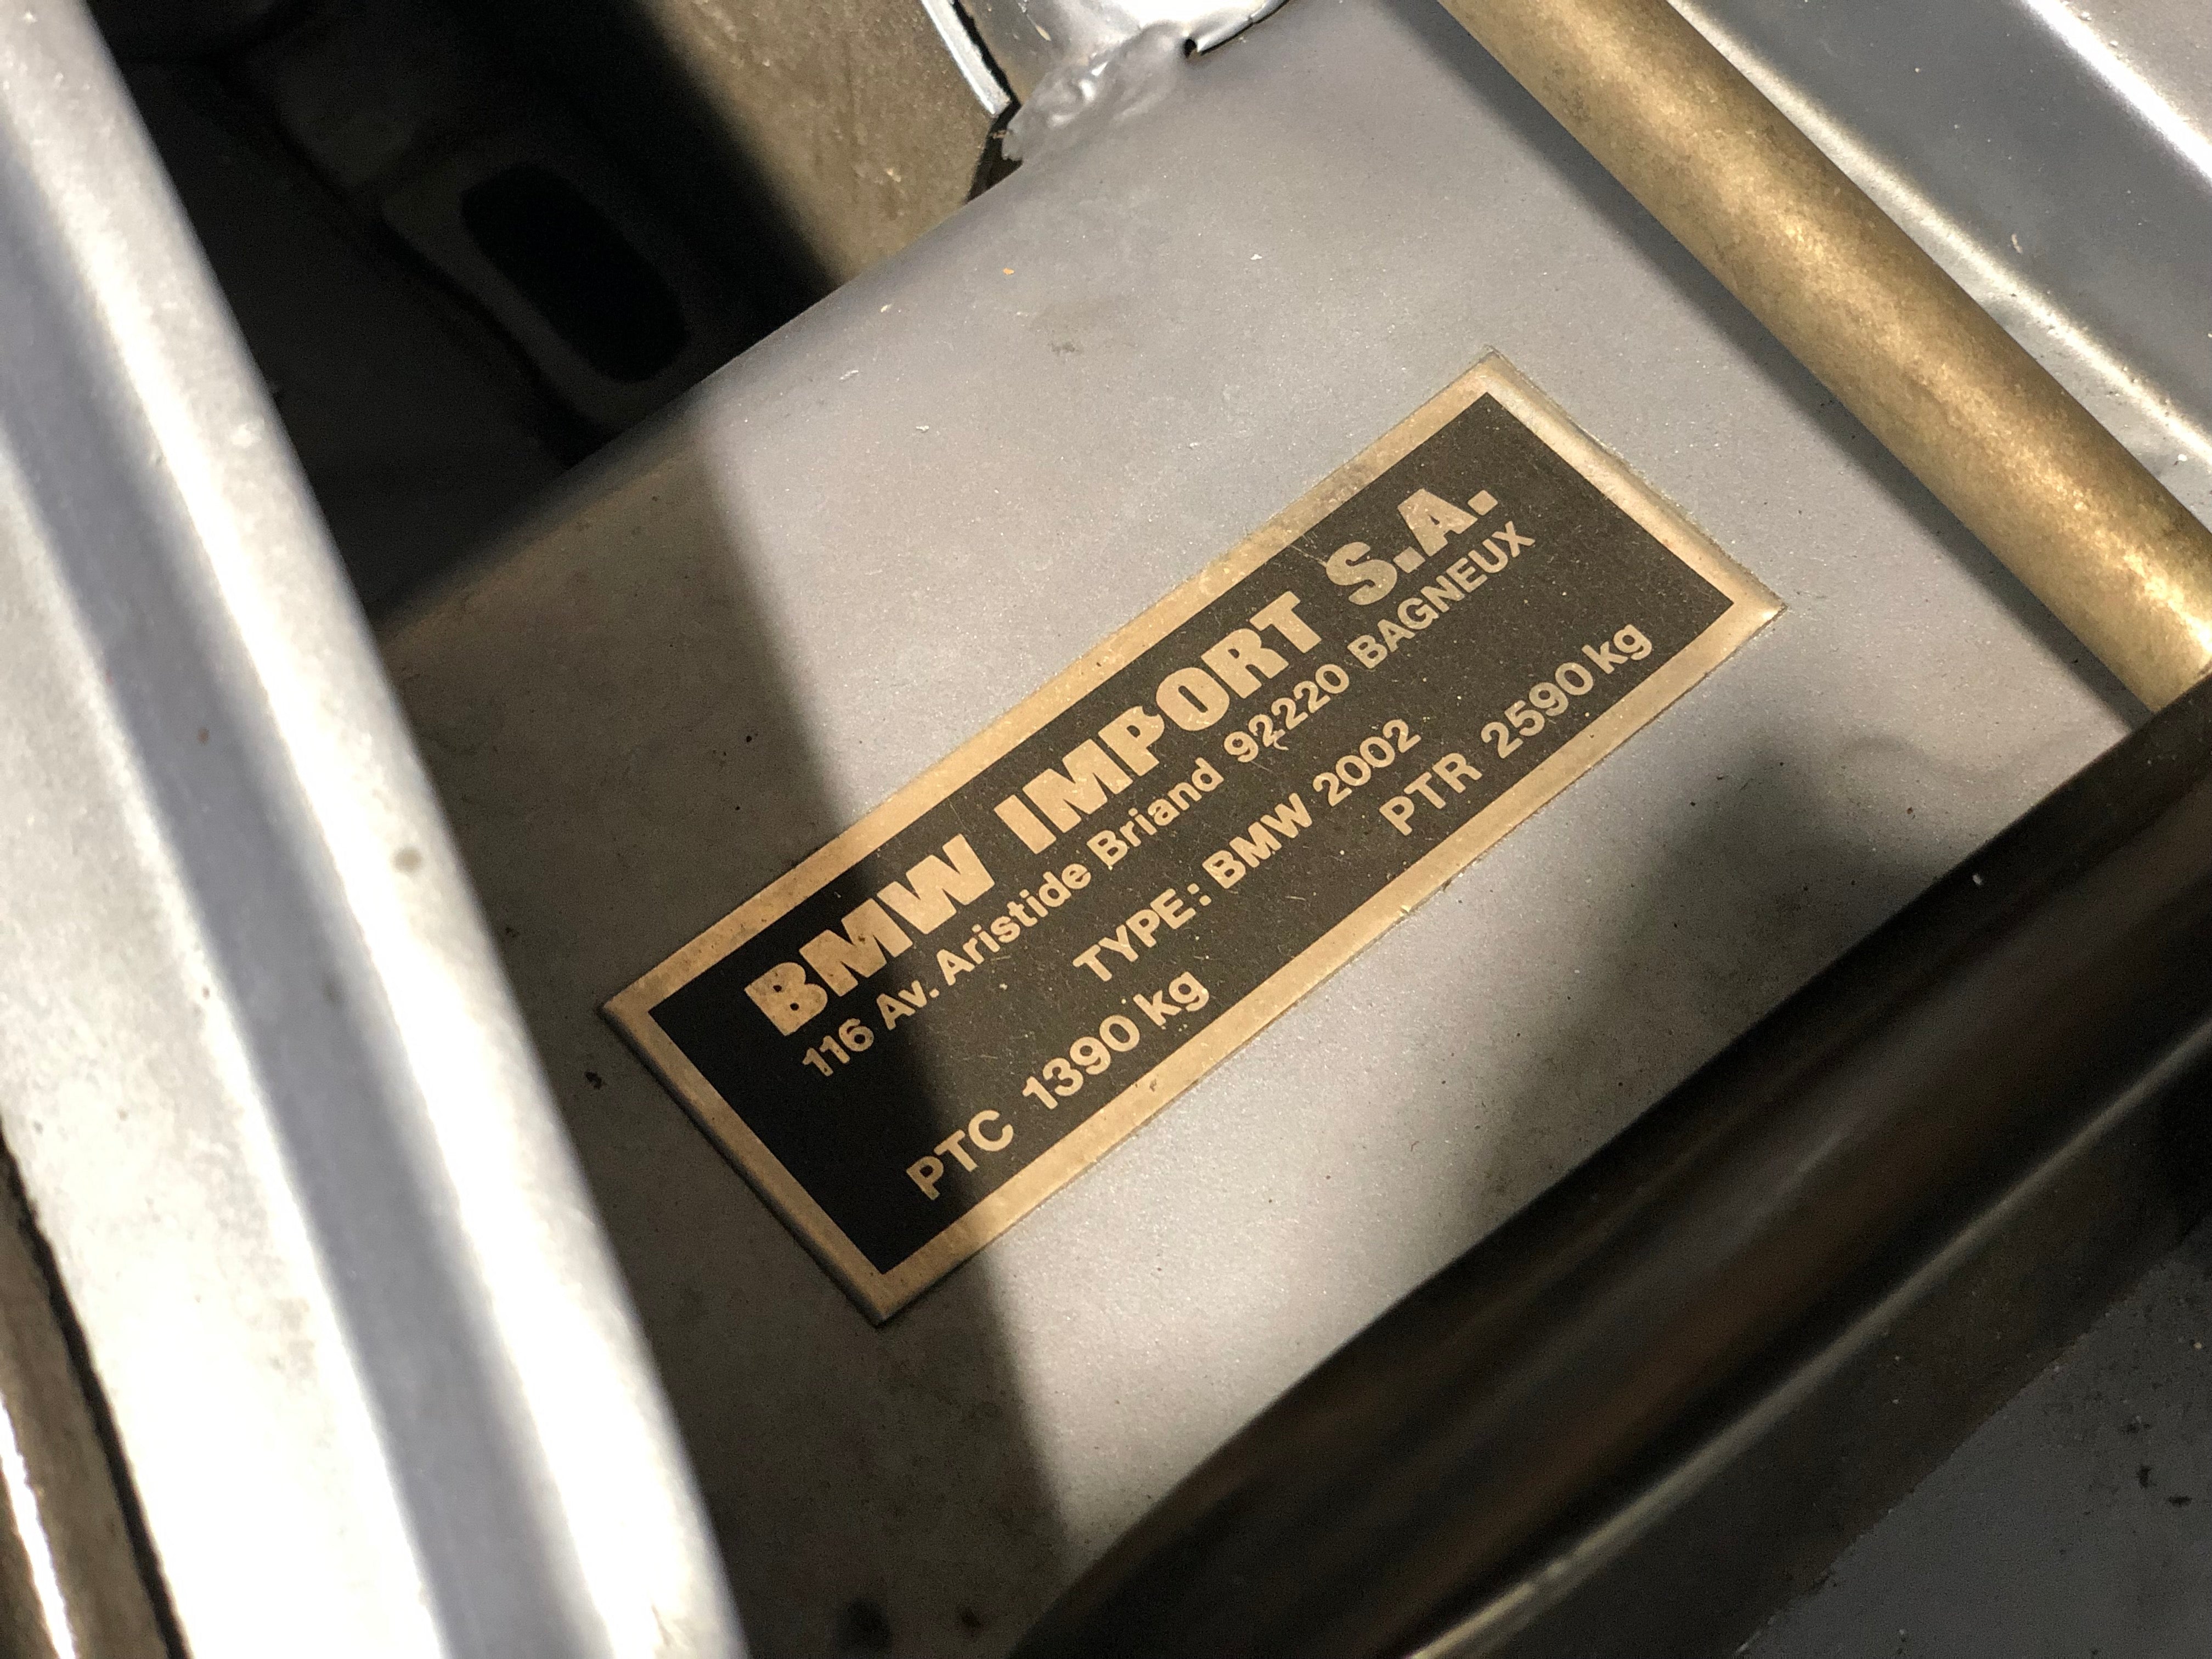 BMW IMPORT S.A.
116 Av. Aristide Briand 92220 BAGNEUX
TYPE: BMW 2002
PTC 1390 kg PTR 2590 kg